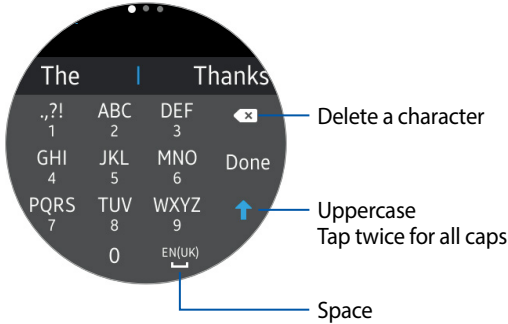 The I Thanks
.,?! ABC DEF
1 2 3
Delete a character
GHI JKL MNO Done
4 5 6
PQRS TUV WXYZ
7 8 9
Uppercase
Tap twice for all caps
0 EN(UK)
Space